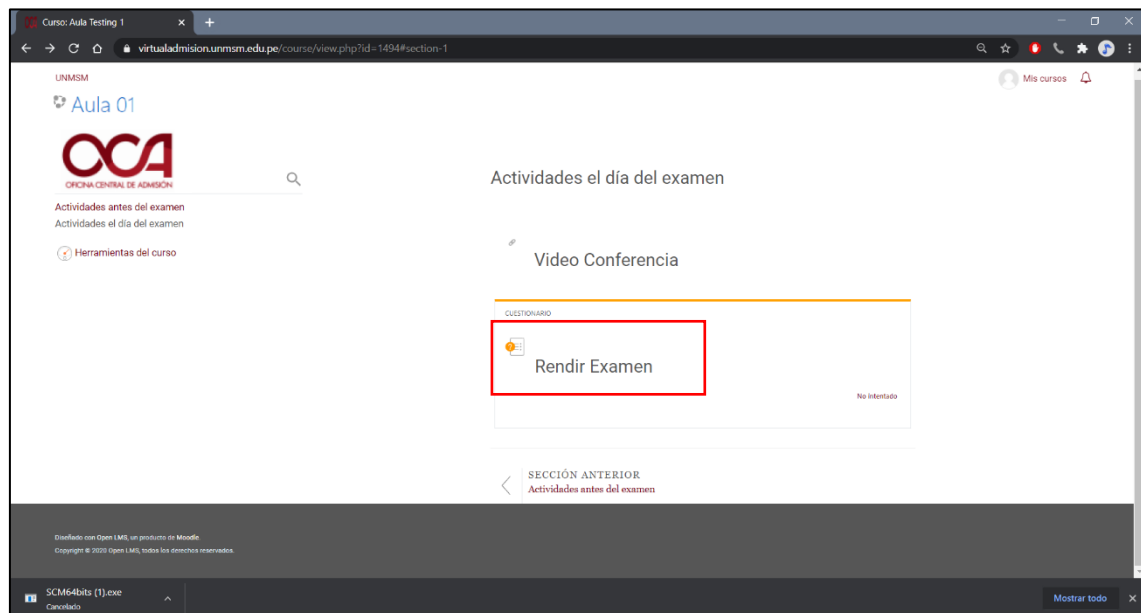 Curso: Aula Testing 1
virtualadmision.unmsm.edu.pe/course/view.php?id=1494#section-1
UNMSM
Mis cursos
Aula 01
OCA
OFICINA CENTRAL DE ADMISIÓN
Actividades antes del examen
Actividades el día del examen
Herramientas del curso
Actividades el día del examen
Video Conferencia
CUESTIONARIO
Rendir Examen
No intentado
SECCIÓN ANTERIOR
Actividades antes del examen
Diseñado con Open LMS, un producto de Moodle.
Copyright © 2020 Open LMS, todos los derechos reservados.
SCM64bits (1).exe
Cancelado
Mostrar todo